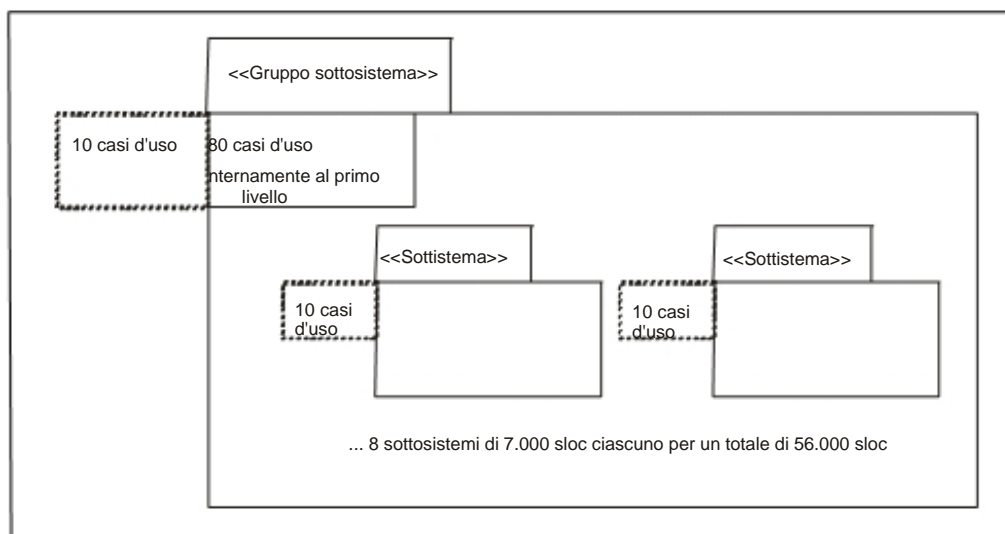 <<Gruppo sottosistema>>
10 casi d'uso
80 casi d'uso
nternamente al primo
livello
<<Sottistema>>
<<Sottistema>>
10 casi
d'uso
10 casi
d'uso
... 8 sottosistemi di 7.000 sloc ciascuno per un totale di 56.000 sloc